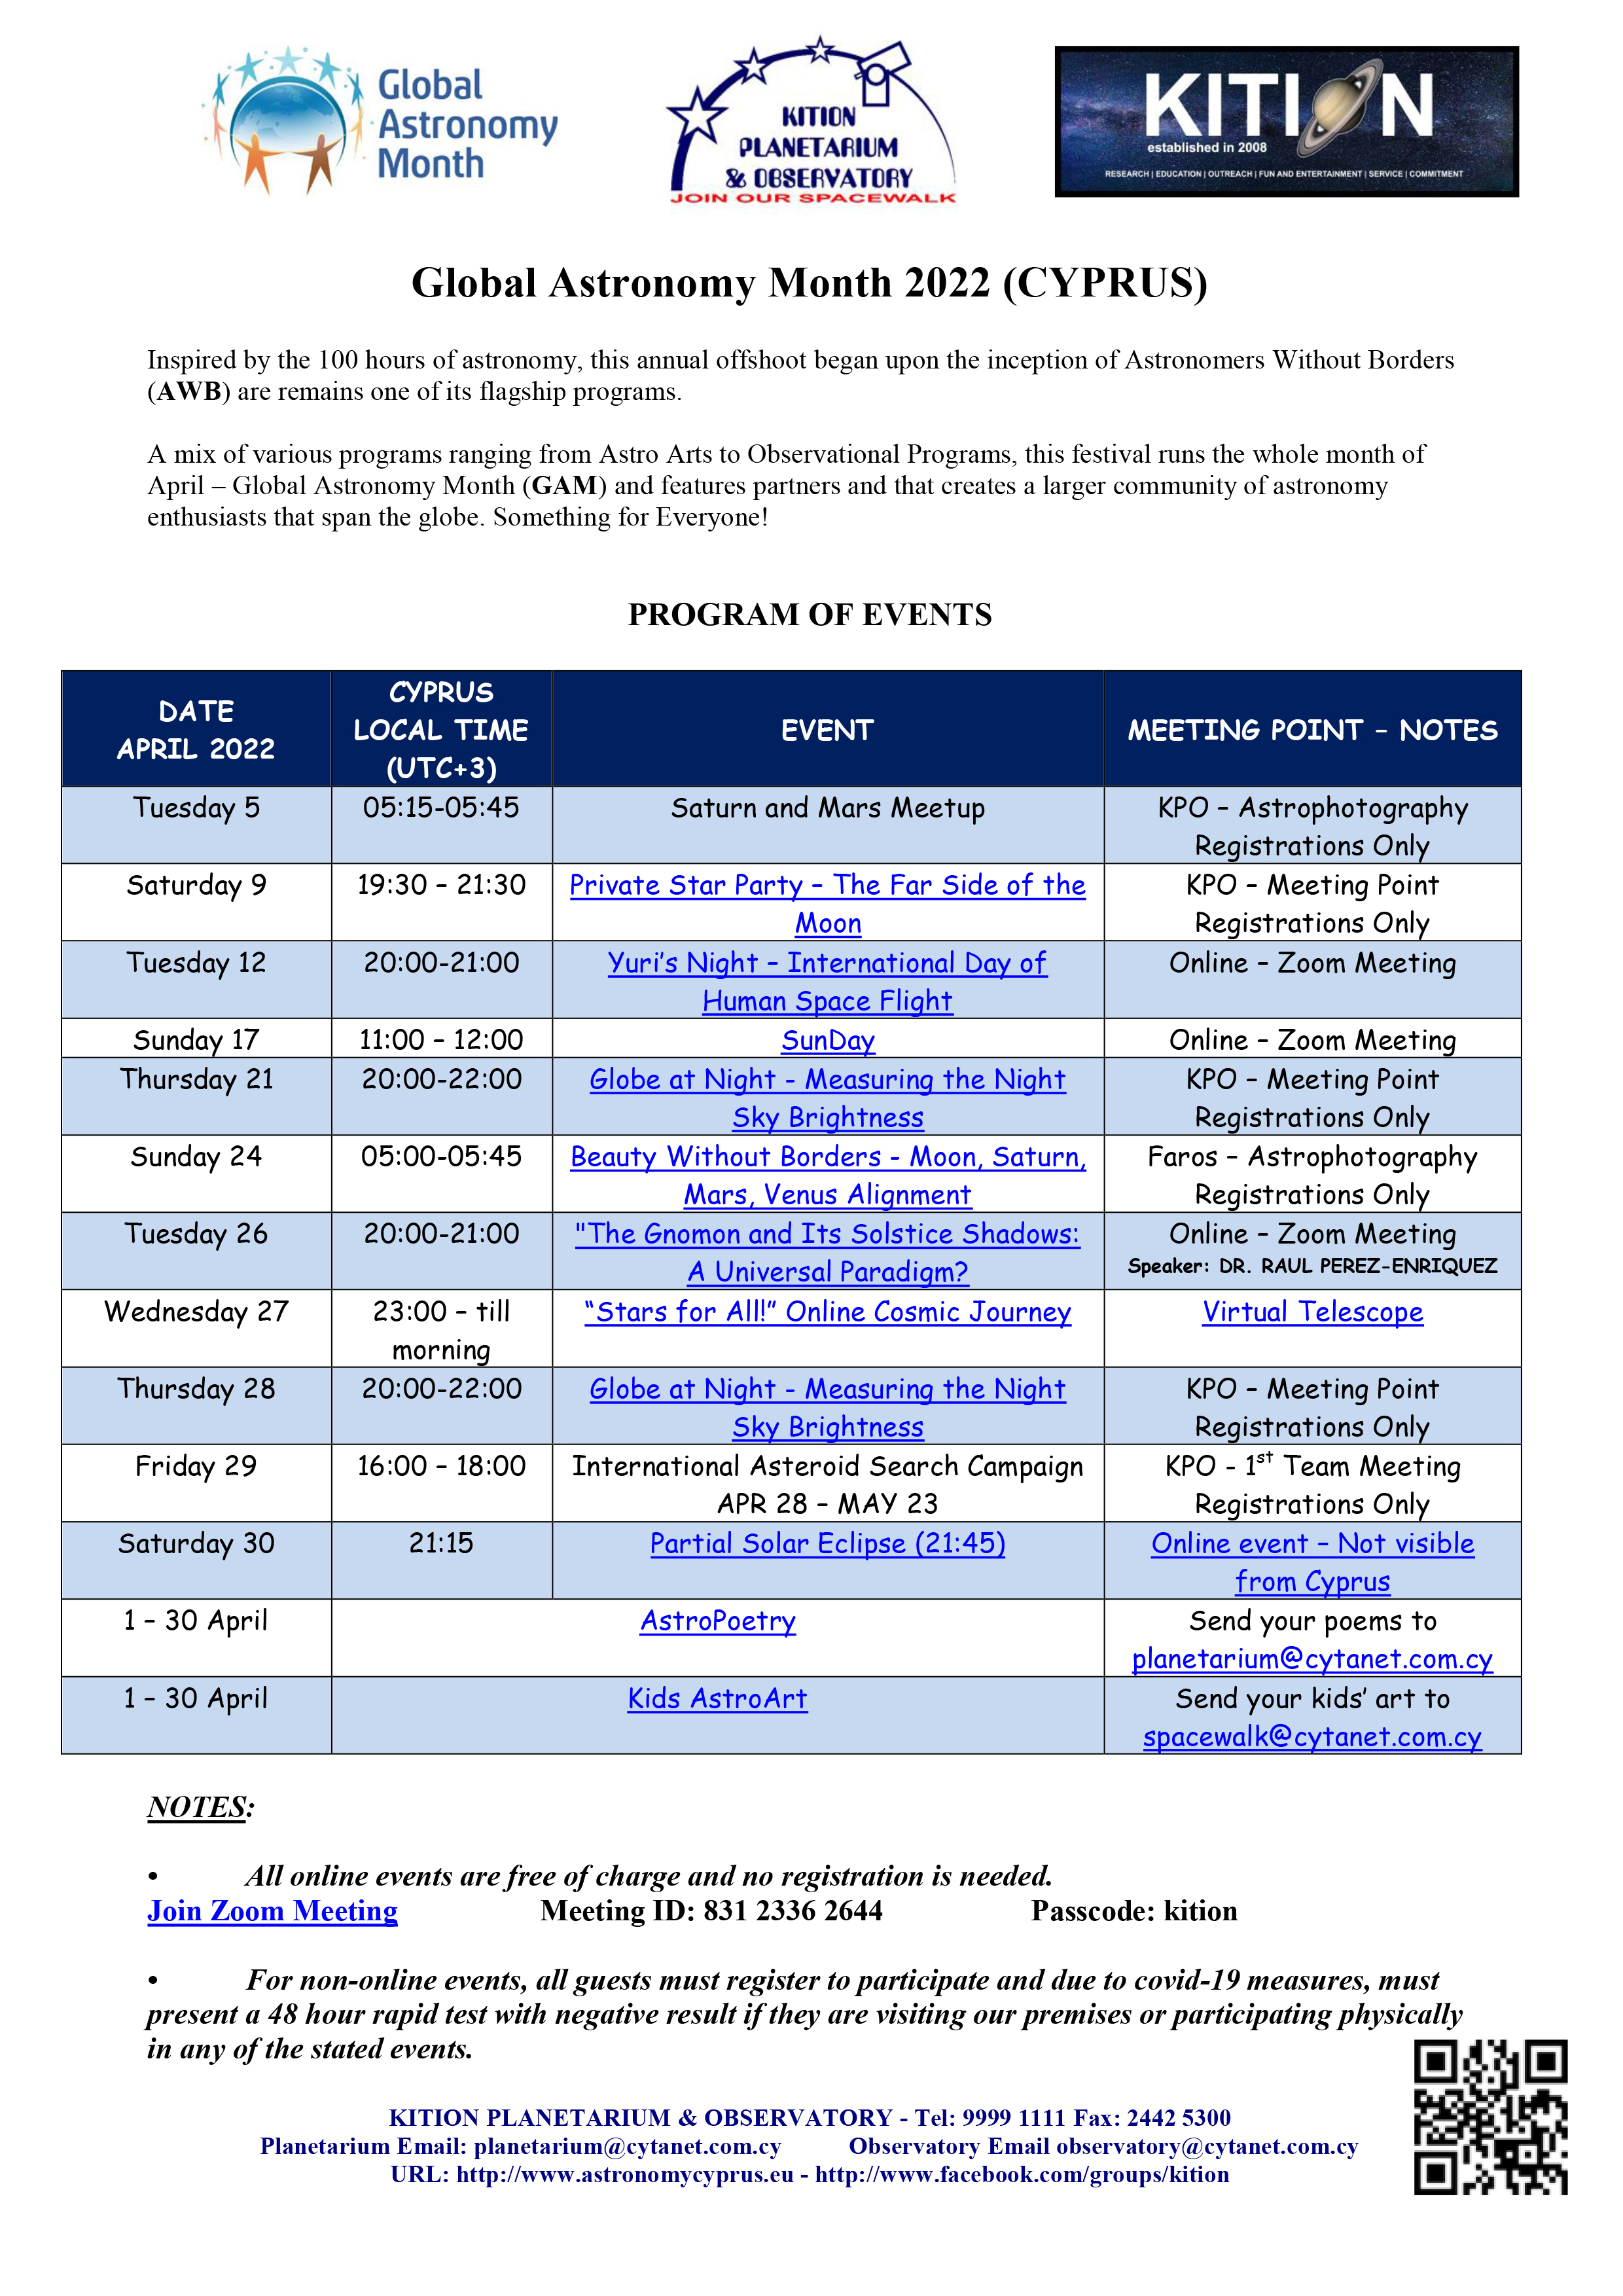 Global
Astronomy
Month
KITION
PLANETARIUM
& OBSERVATORY
JOIN OUR SPACEWALK
KITION
established in 2008
RESEARCH | EDUCATION | OUTREACH | FUN AND ENTERTAINMENT | SERVICE | COMMITMENT
Global Astronomy Month 2022 (CYPRUS)
Inspired by the 100 hours of astronomy, this annual offshoot began upon the inception of Astronomers Without Borders
(AWB) are remains one of its flagship programs.
A mix of various programs ranging from Astro Arts to Observational Programs, this festival runs the whole month of
April – Global Astronomy Month (GAM) and features partners and that creates a larger community of astronomy
enthusiasts that span the globe. Something for Everyone!
PROGRAM OF EVENTS
DATE
APRIL 2022
CYPRUS
LOCAL TIME
(UTC+3)
EVENT
MEETING POINT – NOTES
Tuesday 5
05:15-05:45
Saturn and Mars Meetup
KPO – Astrophotography
Registrations Only
Saturday 9
19:30 – 21:30
Private Star Party – The Far Side of the
Moon
KPO – Meeting Point
Registrations Only
Tuesday 12
20:00-21:00
Yuri’s Night – International Day of
Human Space Flight
Online – Zoom Meeting
Sunday 17
11:00 – 12:00
SunDay
Online – Zoom Meeting
Thursday 21
20:00-22:00
Globe at Night - Measuring the Night
Sky Brightness
KPO – Meeting Point
Registrations Only
Sunday 24
05:00-05:45
Beauty Without Borders - Moon, Saturn,
Mars, Venus Alignment
Faros – Astrophotography
Registrations Only
Tuesday 26
20:00-21:00
"The Gnomon and Its Solstice Shadows:
A Universal Paradigm?
Online – Zoom Meeting
Speaker: DR. RAUL PEREZ-ENRIQUEZ
Wednesday 27
23:00 – till
morning
“Stars for All!” Online Cosmic Journey
Virtual Telescope
Thursday 28
20:00-22:00
Globe at Night - Measuring the Night
Sky Brightness
KPO – Meeting Point
Registrations Only
Friday 29
16:00 – 18:00
International Asteroid Search Campaign
APR 28 – MAY 23
KPO - 1st Team Meeting
Registrations Only
Saturday 30
21:15
Partial Solar Eclipse (21:45)
Online event – Not visible
from Cyprus
1 – 30 April
AstroPoetry
Send your poems to
planetarium@cytanet.com.cy
1 – 30 April
Kids AstroArt
Send your kids’ art to
spacewalk@cytanet.com.cy
NOTES:
• All online events are free of charge and no registration is needed.
Join Zoom Meeting Meeting ID: 831 2336 2644 Passcode: kition
• For non-online events, all guests must register to participate and due to covid-19 measures, must
present a 48 hour rapid test with negative result if they are visiting our premises or participating physically
in any of the stated events.
KITION PLANETARIUM & OBSERVATORY - Tel: 9999 1111 Fax: 2442 5300
Planetarium Email: planetarium@cytanet.com.cy Observatory Email observatory@cytanet.com.cy
URL: http://www.astronomycyprus.eu - http://www.facebook.com/groups/kition